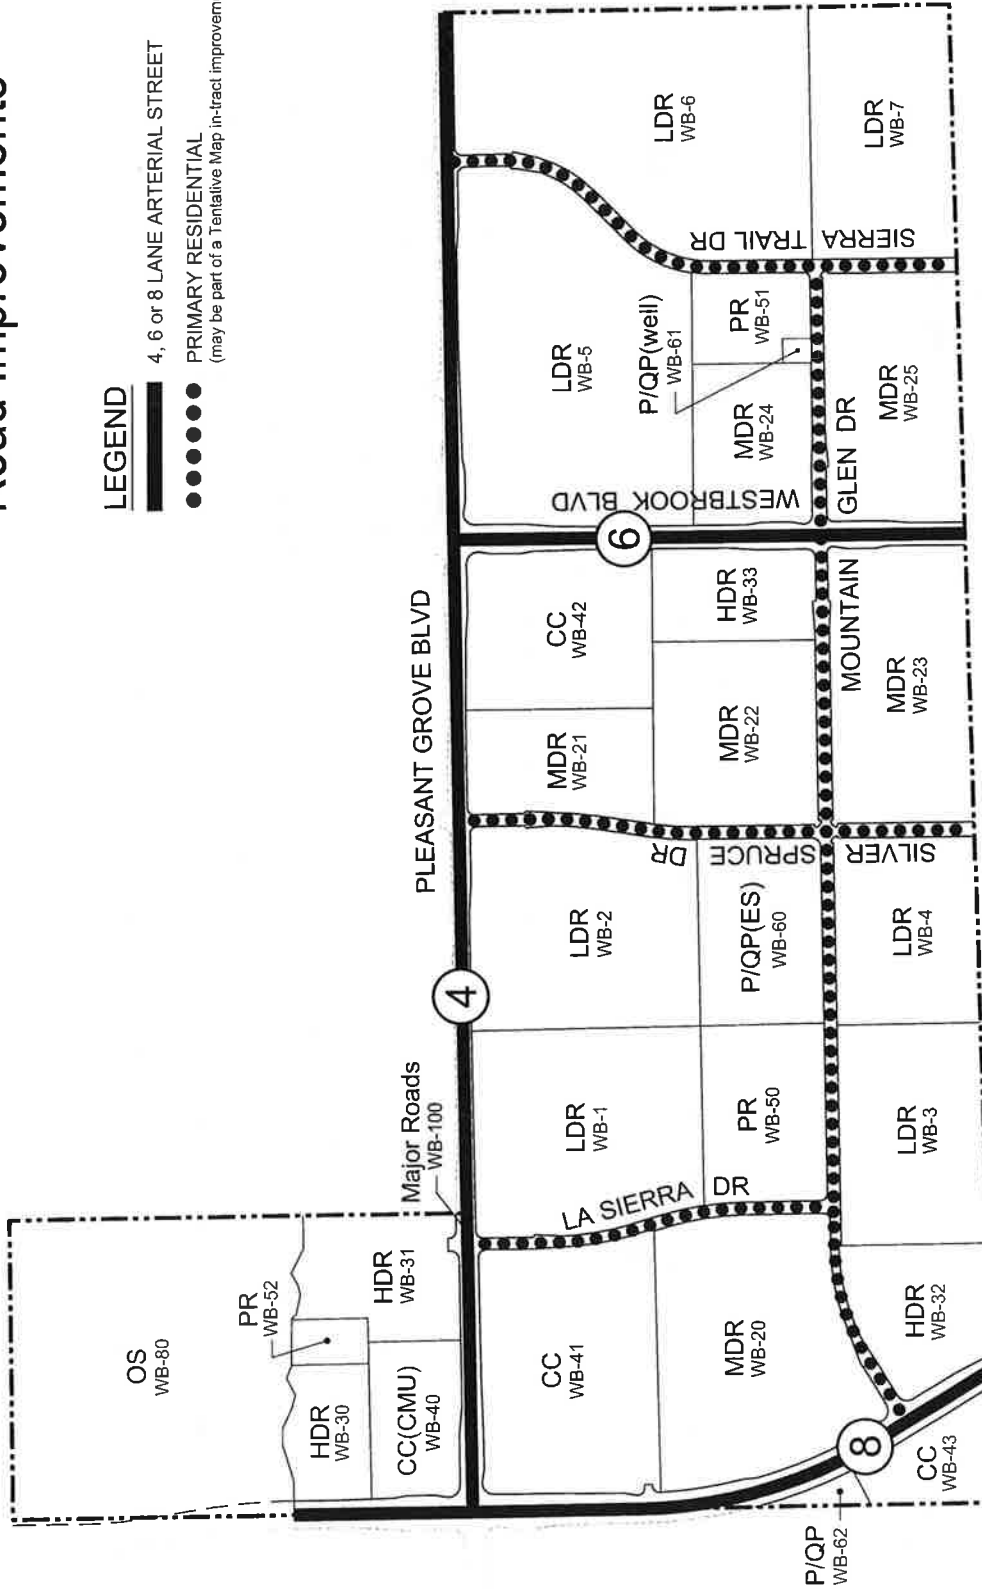 Road Improvements
LEGEND
4, 6 or 8 LANE ARTERIAL STREET
PRIMARY RESIDENTIAL
(may be part of a Tentative Map in-tract improvem
OS
WB-80
PR
WB-52
HDR
WB-30
HDR
WB-31
CC(CMU)
WB-40
Major Roads
WB-100
PLEASANT GROVE BLVD
4
CC
WB-41
LDR
WB-1
LDR
WB-2
MDR
WB-21
CC
WB-42
6
WESTBROOK BLVD
LDR
WB-5
LDR
WB-6
LA SIERRA DR
MDR
WB-20
PR
WB-50
P/QP(ES)
WB-60
SILVER SPRUCE DR
MDR
WB-22
HDR
WB-33
P/QP(well)
WB-61
MDR
WB-24
PR
WB-51
SIERRA TRAIL DR
MOUNTAIN GLEN DR
8
P/QP
WB-62
CC
WB-43
HDR
WB-32
LDR
WB-3
LDR
WB-4
MDR
WB-23
MDR
WB-25
LDR
WB-7